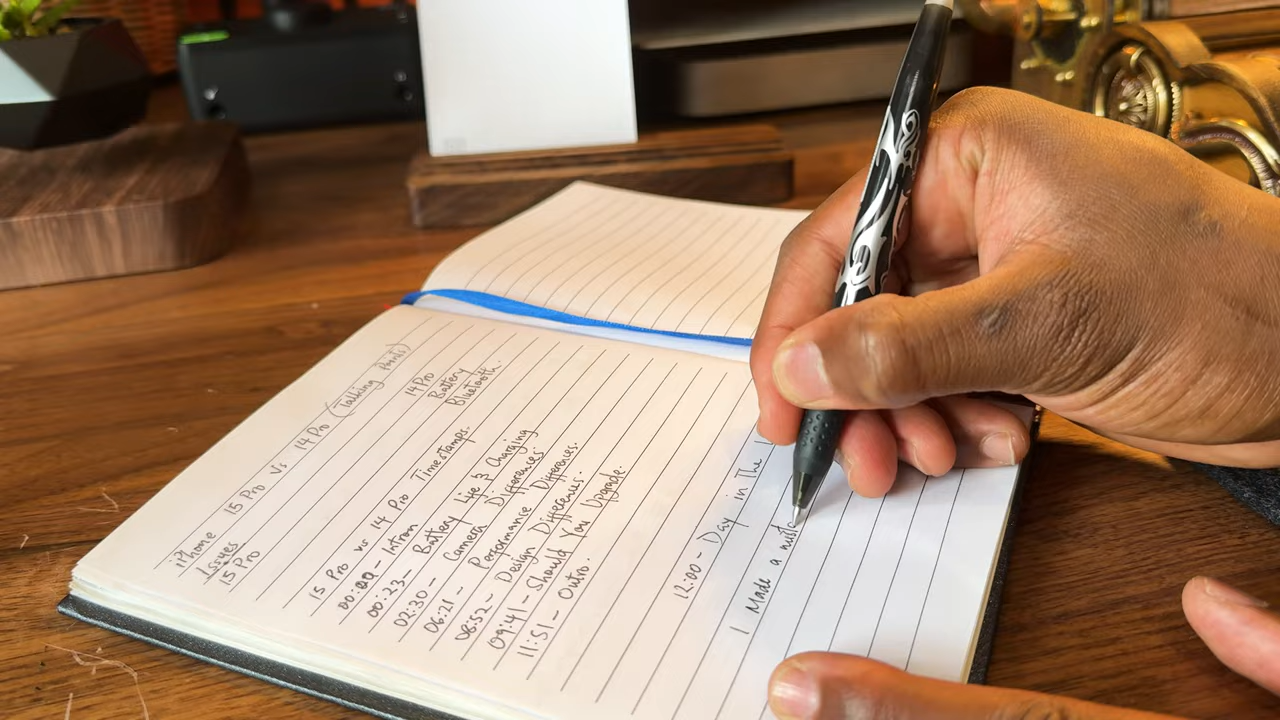 iPhone 15 Pro vs 14 Pro (Talking Points)
Issues
15 Pro 14 Pro
Battery
Bluetooth.
15 Pro vs 14 Pro Timestamps.
00:00 - Intron
00:23 - Battery Life & Charging
02:30 - Camera Differences
06:21 - Performance Differences.
08:52 - Design Differences.
09:41 - Should You Upgrade.
11:51 - Outro.
12:00 - Day in The
I Made a